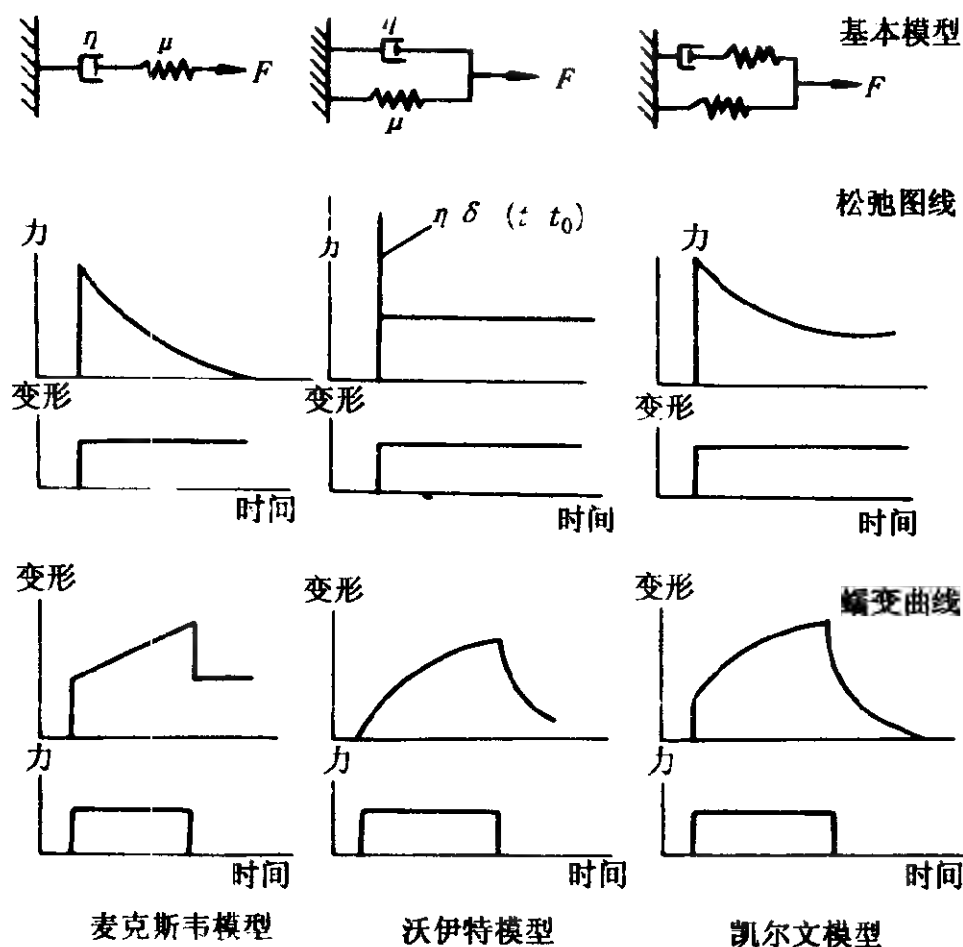 η
μ
F
η
μ
F
F
基本模型
松弛图线
力
力
η δ (t t₀)
力
变形
变形
变形
时间
时间
时间
变形
变形
变形
蠕变曲线
力
力
力
时间
时间
时间
麦克斯韦模型
沃伊特模型
凯尔文模型